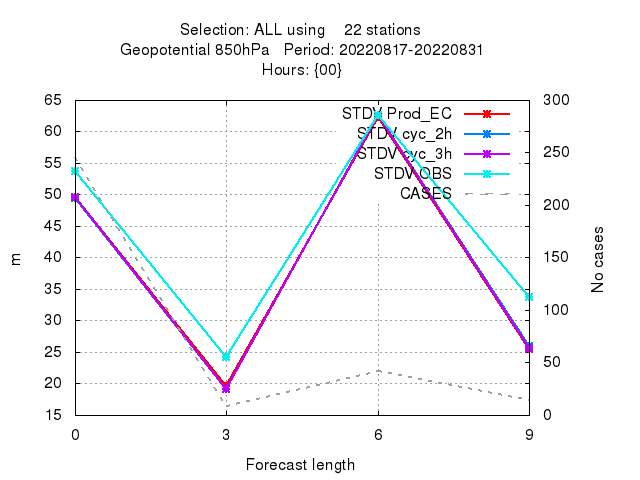 Selection: ALL using    22 stations
Geopotential 850hPa   Period: 20220817-20220831
Hours: {00}
STDV Prod_EC
STDV cyc_2h
STDV cyc_3h
STDV OBS
CASES
65
60
55
50
45
40
35
30
25
20
15
m
300
250
200
150
100
50
0
No cases
0
3
6
9
Forecast length